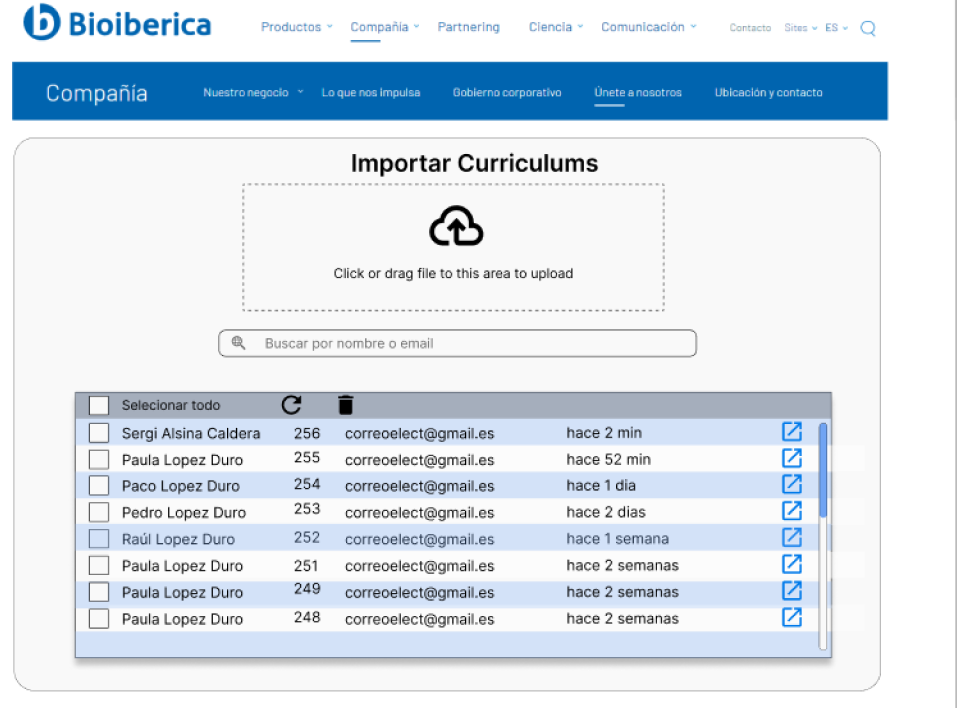 Bioiberica Productos Compañía Partnering Ciencia Comunicación Contacto Sites ES
Compañía Nuestro negocio Lo que nos impulsa Gobierno corporativo Únete a nosotros Ubicación y contacto
Importar Curriculums
Click or drag file to this area to upload
Buscar por nombre o email
Selecionar todo
Sergi Alsina Caldera 256 correoelect@gmail.es hace 2 min
Paula Lopez Duro 255 correoelect@gmail.es hace 52 min
Paco Lopez Duro 254 correoelect@gmail.es hace 1 dia
Pedro Lopez Duro 253 correoelect@gmail.es hace 2 dias
Raúl Lopez Duro 252 correoelect@gmail.es hace 1 semana
Paula Lopez Duro 251 correoelect@gmail.es hace 2 semanas
Paula Lopez Duro 249 correoelect@gmail.es hace 2 semanas
Paula Lopez Duro 248 correoelect@gmail.es hace 2 semanas